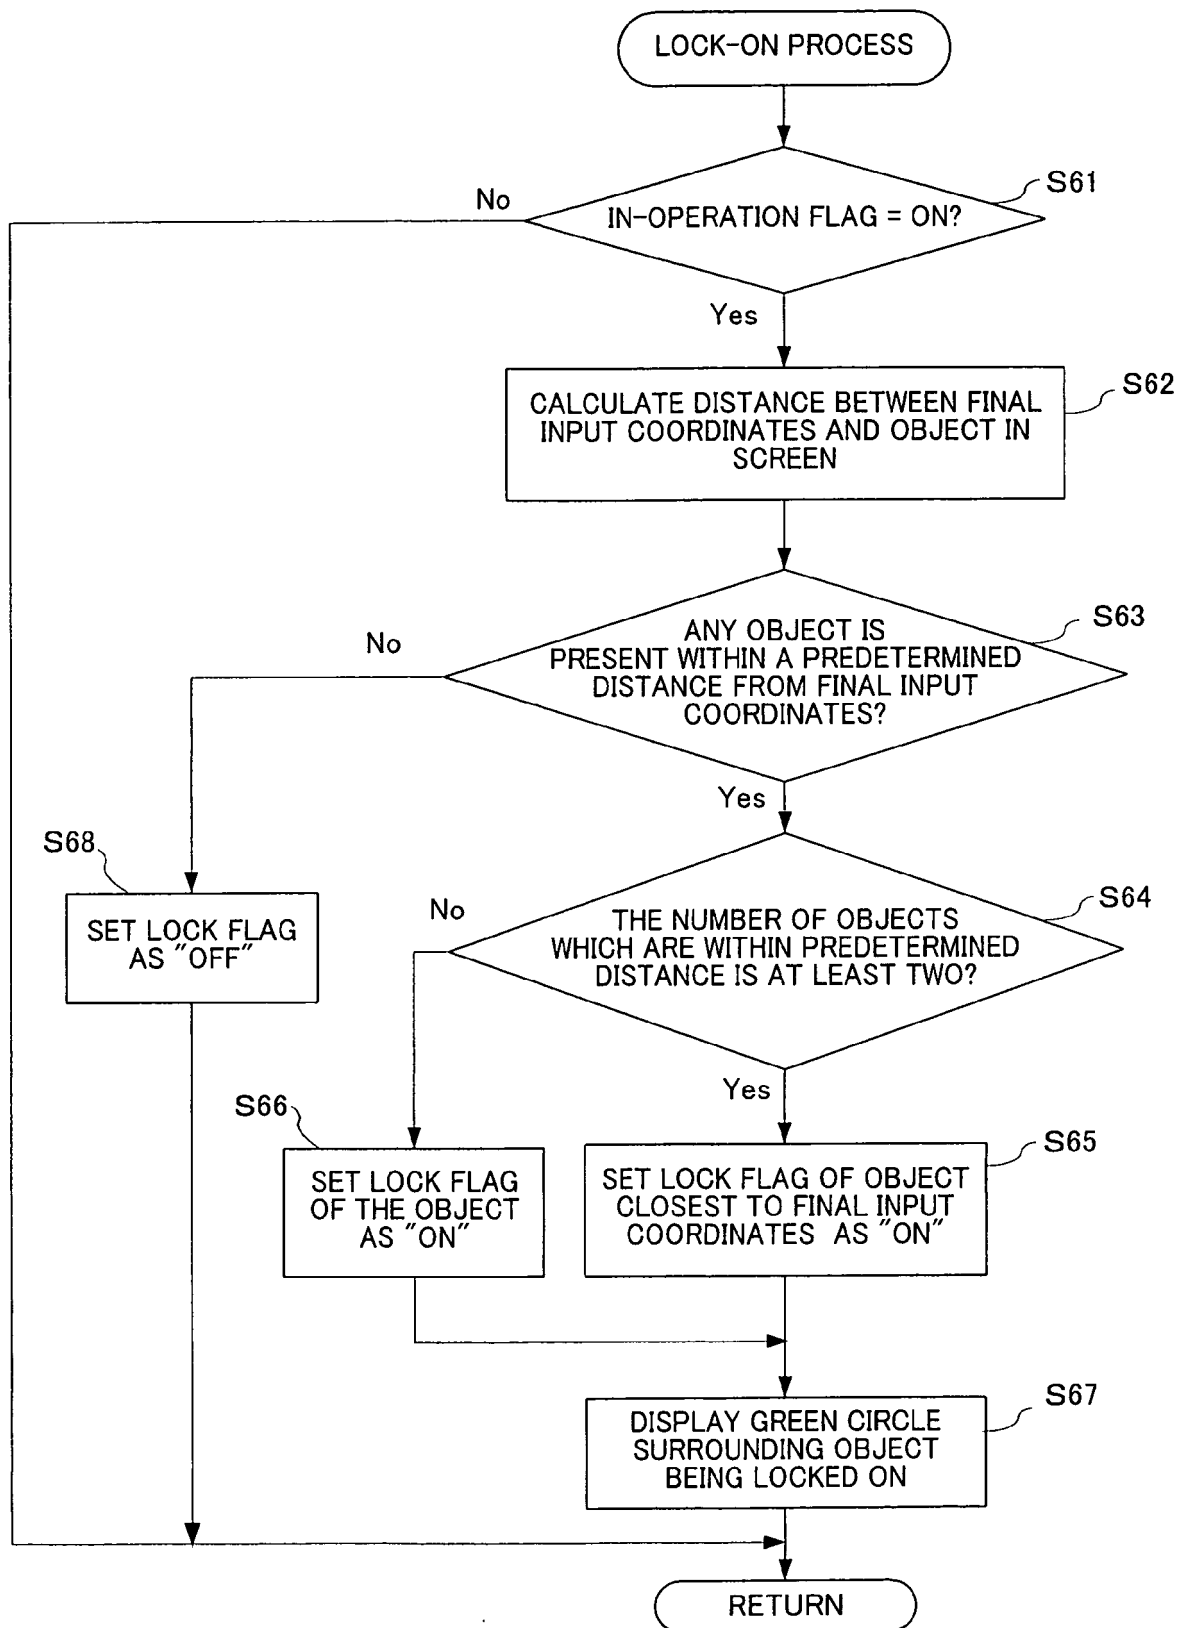 LOCK-ON PROCESS
S61
No
IN-OPERATION FLAG = ON?
Yes
S62
CALCULATE DISTANCE BETWEEN FINAL
INPUT COORDINATES AND OBJECT IN
SCREEN
S63
No
ANY OBJECT IS
PRESENT WITHIN A PREDETERMINED
DISTANCE FROM FINAL INPUT
COORDINATES?
Yes
S68
SET LOCK FLAG
AS "OFF"
S64
No
THE NUMBER OF OBJECTS
WHICH ARE WITHIN PREDETERMINED
DISTANCE IS AT LEAST TWO?
Yes
S66
SET LOCK FLAG
OF THE OBJECT
AS "ON"
S65
SET LOCK FLAG OF OBJECT
CLOSEST TO FINAL INPUT
COORDINATES AS "ON"
S67
DISPLAY GREEN CIRCLE
SURROUNDING OBJECT
BEING LOCKED ON
RETURN